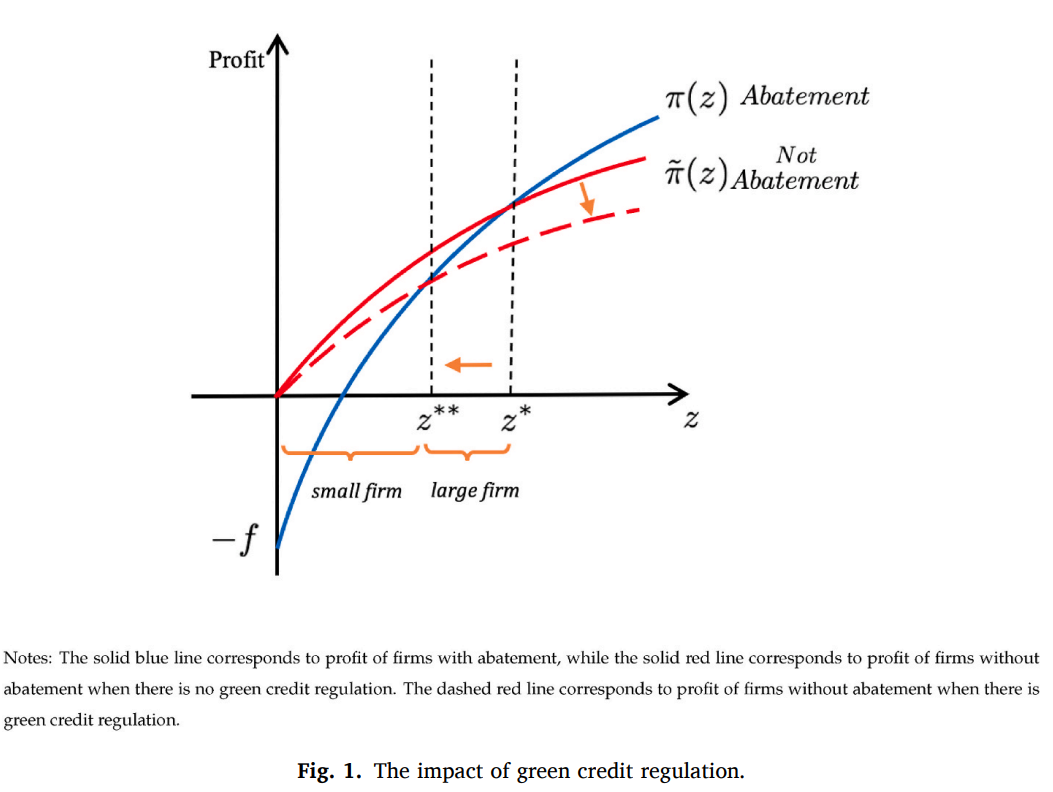 Profit
π(z) Abatement
Not
π̃(z) Abatement
z** z* z
small firm large firm
−f
Notes: The solid blue line corresponds to profit of firms with abatement, while the solid red line corresponds to profit of firms without
abatement when there is no green credit regulation. The dashed red line corresponds to profit of firms without abatement when there is
green credit regulation.
Fig. 1. The impact of green credit regulation.